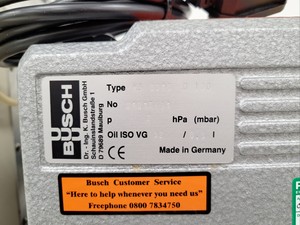 BUSCH
Dr. - Ing. K. Busch GmbH
Schauinslandstraße 1
D 79689 Maulburg
Type
No
p hPa (mbar)
Oil ISO VG / l
Made in Germany
Busch Customer Service
"Here to help whenever you need us"
Freephone 0800 7834750